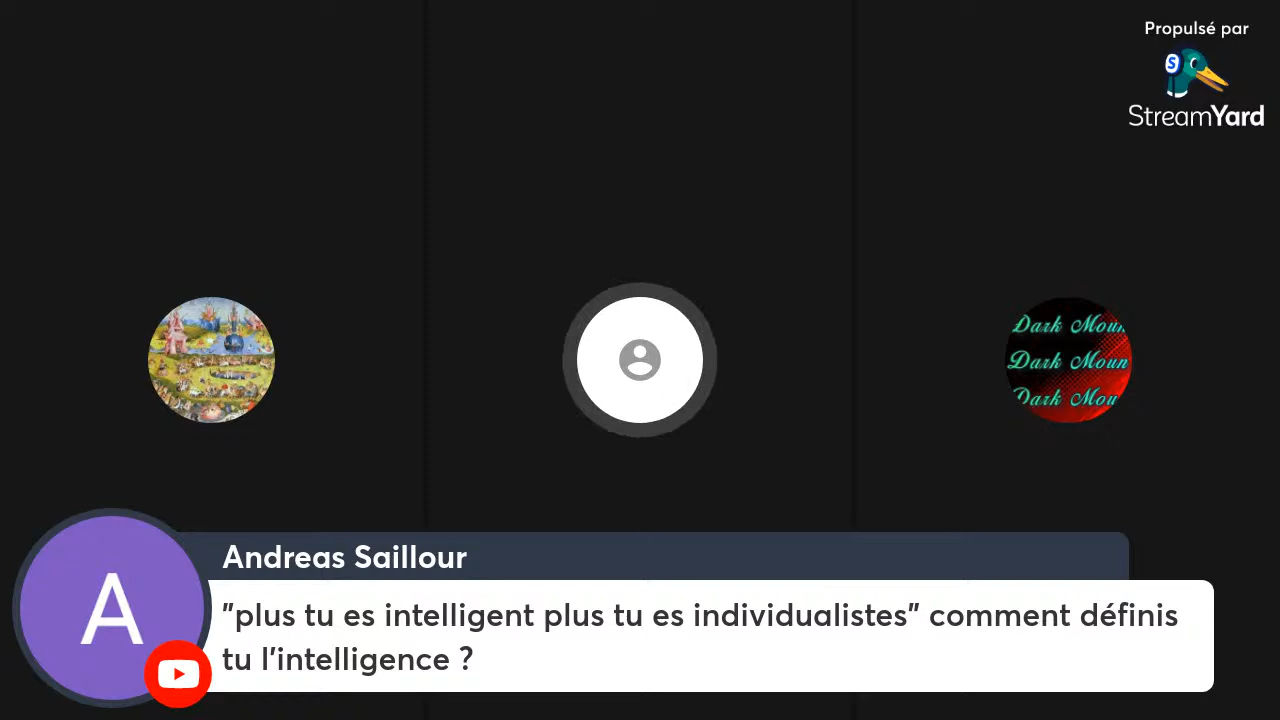 Propulsé par
S
StreamYard
Dark Moun
Dark Moun
Dark Mou
Andreas Saillour
A
"plus tu es intelligent plus tu es individualistes" comment définis
tu l'intelligence ?